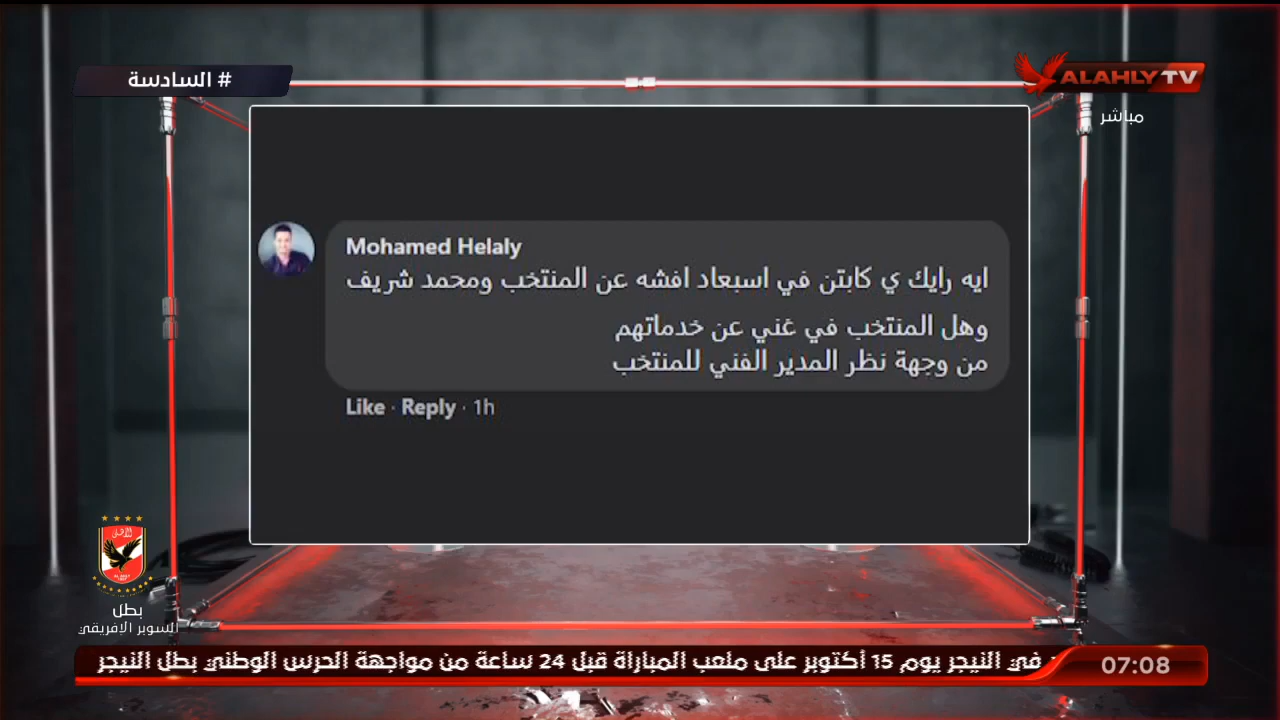 # السادسة
ALAHLY TV
مباشر
Mohamed Helaly
ايه رايك ي كابتن في اسبعاد افشه عن المنتخب ومحمد شريف
وهل المنتخب في غني عن خدماتهم
من وجهة نظر المدير الفني للمنتخب
Like · Reply · 1h
بطل
السوبر الإفريقي
في النيجر يوم 15 أكتوبر على ملعب المباراة قبل 24 ساعة من مواجهة الحرس الوطني بطل النيجر
07:08